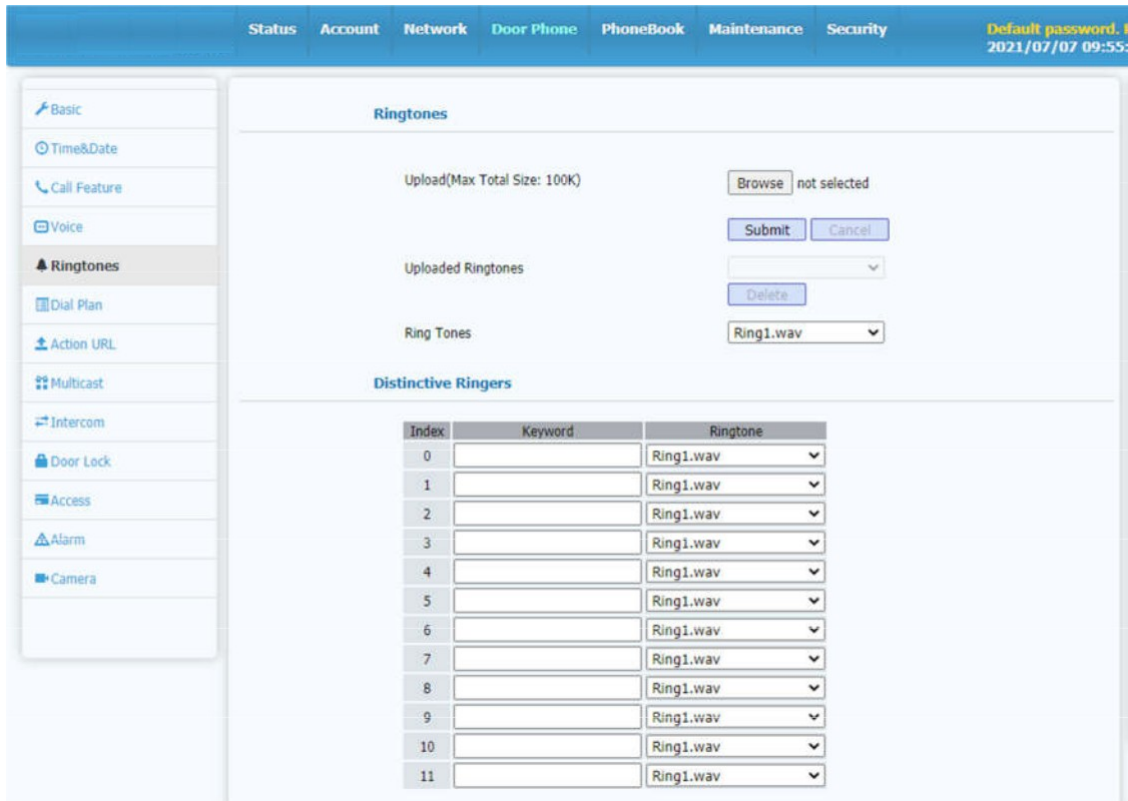 Status Account Network Door Phone PhoneBook Maintenance Security Default password.
2021/07/07 09:55:
Basic
Time&Date
Call Feature
Voice
Ringtones
Dial Plan
Action URL
Multicast
Intercom
Door Lock
Access
Alarm
Camera
Ringtones
Upload(Max Total Size: 100K) Browse not selected
Submit Cancel
Uploaded Ringtones
Delete
Ring Tones Ring1.wav
Distinctive Ringers
Index Keyword Ringtone
0 Ring1.wav
1 Ring1.wav
2 Ring1.wav
3 Ring1.wav
4 Ring1.wav
5 Ring1.wav
6 Ring1.wav
7 Ring1.wav
8 Ring1.wav
9 Ring1.wav
10 Ring1.wav
11 Ring1.wav